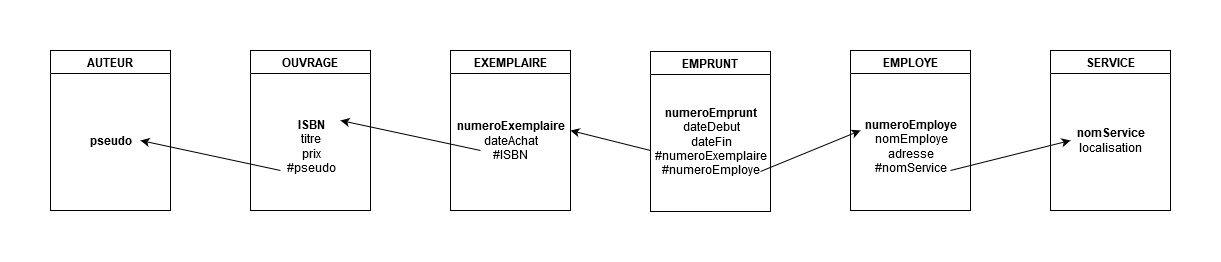 AUTEUR
pseudo
OUVRAGE
ISBN
titre
prix
#pseudo
EXEMPLAIRE
numeroExemplaire
dateAchat
#ISBN
EMPRUNT
numeroEmprunt
dateDebut
dateFin
#numeroExemplaire
#numeroEmploye
EMPLOYE
numeroEmploye
nomEmploye
adresse
#nomService
SERVICE
nomService
localisation